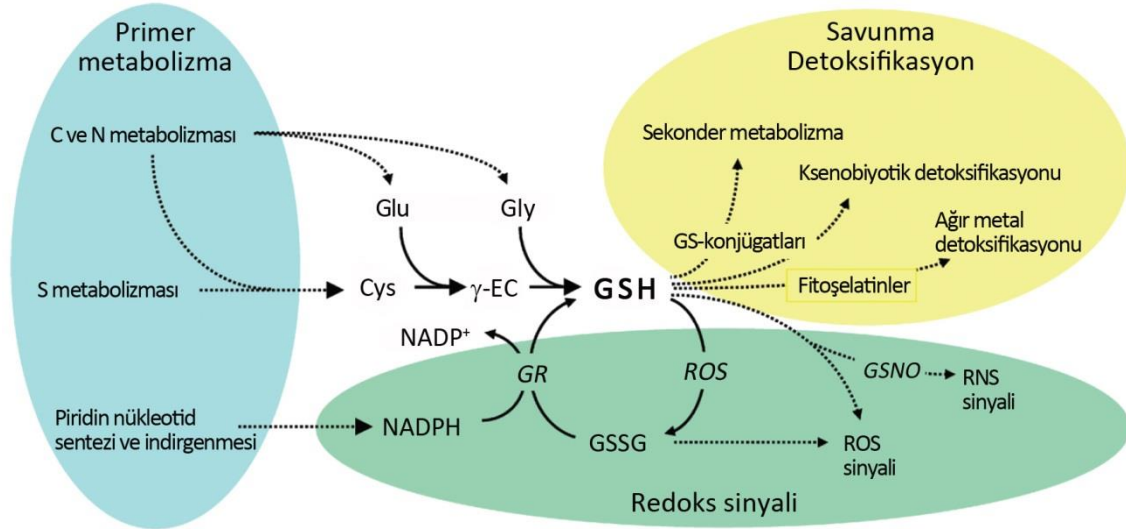 Primer
metabolizma
C ve N metabolizması
S metabolizması
Piridin nükleotid
sentezi ve indirgenmesi
Glu
Gly
Cys
γ-EC
GSH
NADP⁺
GR
ROS
NADPH
GSSG
Savunma
Detoksifikasyon
Sekonder metabolizma
Ksenobiyotik detoksifikasyonu
GS-konjügatları
Ağır metal
detoksifikasyonu
Fitoşelatinler
GSNO
RNS
sinyali
ROS
sinyali
Redoks sinyali